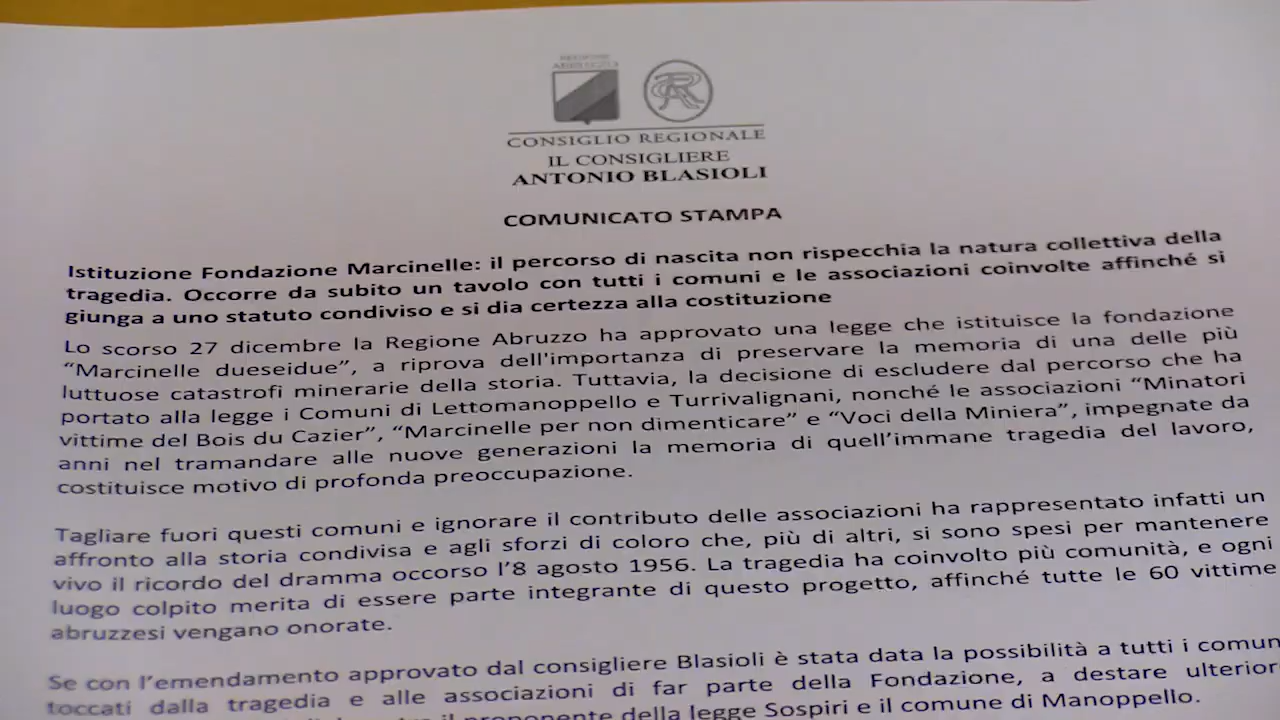 REGIONE
ABRUZZO
CONSIGLIO REGIONALE
IL CONSIGLIERE
ANTONIO BLASIOLI
COMUNICATO STAMPA
Istituzione Fondazione Marcinelle: il percorso di nascita non rispecchia la natura collettiva della
tragedia. Occorre da subito un tavolo con tutti i comuni e le associazioni coinvolte affinché si
giunga a uno statuto condiviso e si dia certezza alla costituzione
Lo scorso 27 dicembre la Regione Abruzzo ha approvato una legge che istituisce la fondazione
“Marcinelle dueseidue”, a riprova dell'importanza di preservare la memoria di una delle più
luttuose catastrofi minerarie della storia. Tuttavia, la decisione di escludere dal percorso che ha
portato alla legge i Comuni di Lettomanoppello e Turrivalignani, nonché le associazioni “Minatori
vittime del Bois du Cazier”, “Marcinelle per non dimenticare” e “Voci della Miniera”, impegnate da
anni nel tramandare alle nuove generazioni la memoria di quell’immane tragedia del lavoro,
costituisce motivo di profonda preoccupazione.
Tagliare fuori questi comuni e ignorare il contributo delle associazioni ha rappresentato infatti un
affronto alla storia condivisa e agli sforzi di coloro che, più di altri, si sono spesi per mantenere
vivo il ricordo del dramma occorso l’8 agosto 1956. La tragedia ha coinvolto più comunità, e ogni
luogo colpito merita di essere parte integrante di questo progetto, affinché tutte le 60 vittime
abruzzesi vengano onorate.
Se con l’emendamento approvato dal consigliere Blasioli è stata data la possibilità a tutti i comun
toccati dalla tragedia e alle associazioni di far parte della Fondazione, a destare ulterior
il proponente della legge Sospiri e il comune di Manoppello.